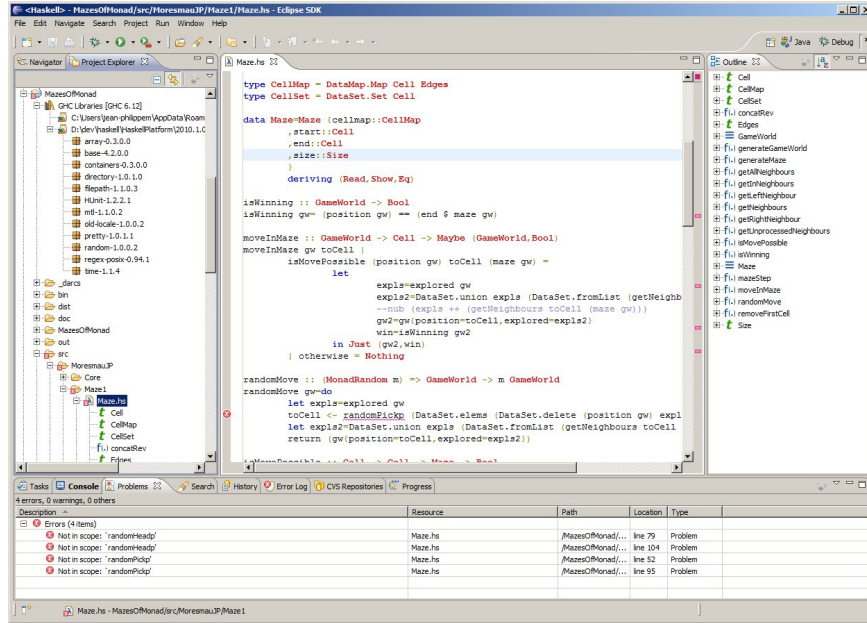 <Haskell> - MazesOfMonad/src/MoresmauJP/Maze1/Maze.hs - Eclipse SDK
File Edit Navigate Search Project Run Window Help
Java Debug
Navigator Project Explorer
MazesOfMonad
GHC Libraries [GHC 6.12]
C:\Users\jean-philippem\AppData\Roam
D:\dev\haskell\HaskellPlatform\2010.1.0
array-0.3.0.0
base-4.2.0.0
containers-0.3.0.0
directory-1.0.1.0
filepath-1.1.0.3
HUnit-1.2.2.1
mtl-1.1.0.2
old-locale-1.0.0.2
pretty-1.0.1.1
random-1.0.0.2
regex-posix-0.94.1
time-1.1.4
_darcs
bin
dist
doc
MazesOfMonad
out
src
MoresmauJP
Core
Maze1
Maze.hs
Cell
CellMap
CellSet
concatRev
Edges
Maze.hs
type CellMap = DataMap.Map Cell Edges
type CellSet = DataSet.Set Cell
data Maze=Maze {cellmap::CellMap
,start::Cell
,end::Cell
,size::Size
}
deriving (Read,Show,Eq)
isWinning :: GameWorld -> Bool
isWinning gw= (position gw) == (end $ maze gw)
moveInMaze :: GameWorld -> Cell -> Maybe (GameWorld,Bool)
moveInMaze gw toCell |
isMovePossible (position gw) toCell (maze gw) =
let
expls=explored gw
expls2=DataSet.union expls (DataSet.fromList (getNeighb
--nub (expls ++ (getNeighbours toCell (maze gw)))
gw2=gw{position=toCell,explored=expls2}
win=isWinning gw2
in Just (gw2,win)
| otherwise = Nothing
randomMove :: (MonadRandom m) => GameWorld -> m GameWorld
randomMove gw=do
let expls=explored gw
toCell <- randomPickp (DataSet.elems (DataSet.delete (position gw) expl
let expls2=DataSet.union expls (DataSet.fromList (getNeighbours toCell
return (gw{position=toCell,explored=expls2})
isMovePossible :: Cell -> Cell -> Maze -> Bool
Outline
Cell
CellMap
CellSet
concatRev
Edges
GameWorld
generateGameWorld
generateMaze
getAllNeighbours
getInNeighbours
getLeftNeighbour
getNeighbours
getRightNeighbour
getUnprocessedNeighbours
isMovePossible
isWinning
Maze
mazeStep
moveInMaze
randomMove
removeFirstCell
Size
Tasks Console Problems Search History Error Log CVS Repositories Progress
4 errors, 0 warnings, 0 others
Description Resource Path Location Type
Errors (4 items)
Not in scope: `randomHeadp' Maze.hs /MazesOfMonad/... line 79 Problem
Not in scope: `randomHeadp' Maze.hs /MazesOfMonad/... line 104 Problem
Not in scope: `randomPickp' Maze.hs /MazesOfMonad/... line 52 Problem
Not in scope: `randomPickp' Maze.hs /MazesOfMonad/... line 95 Problem
Maze.hs - MazesOfMonad/src/MoresmauJP/Maze1